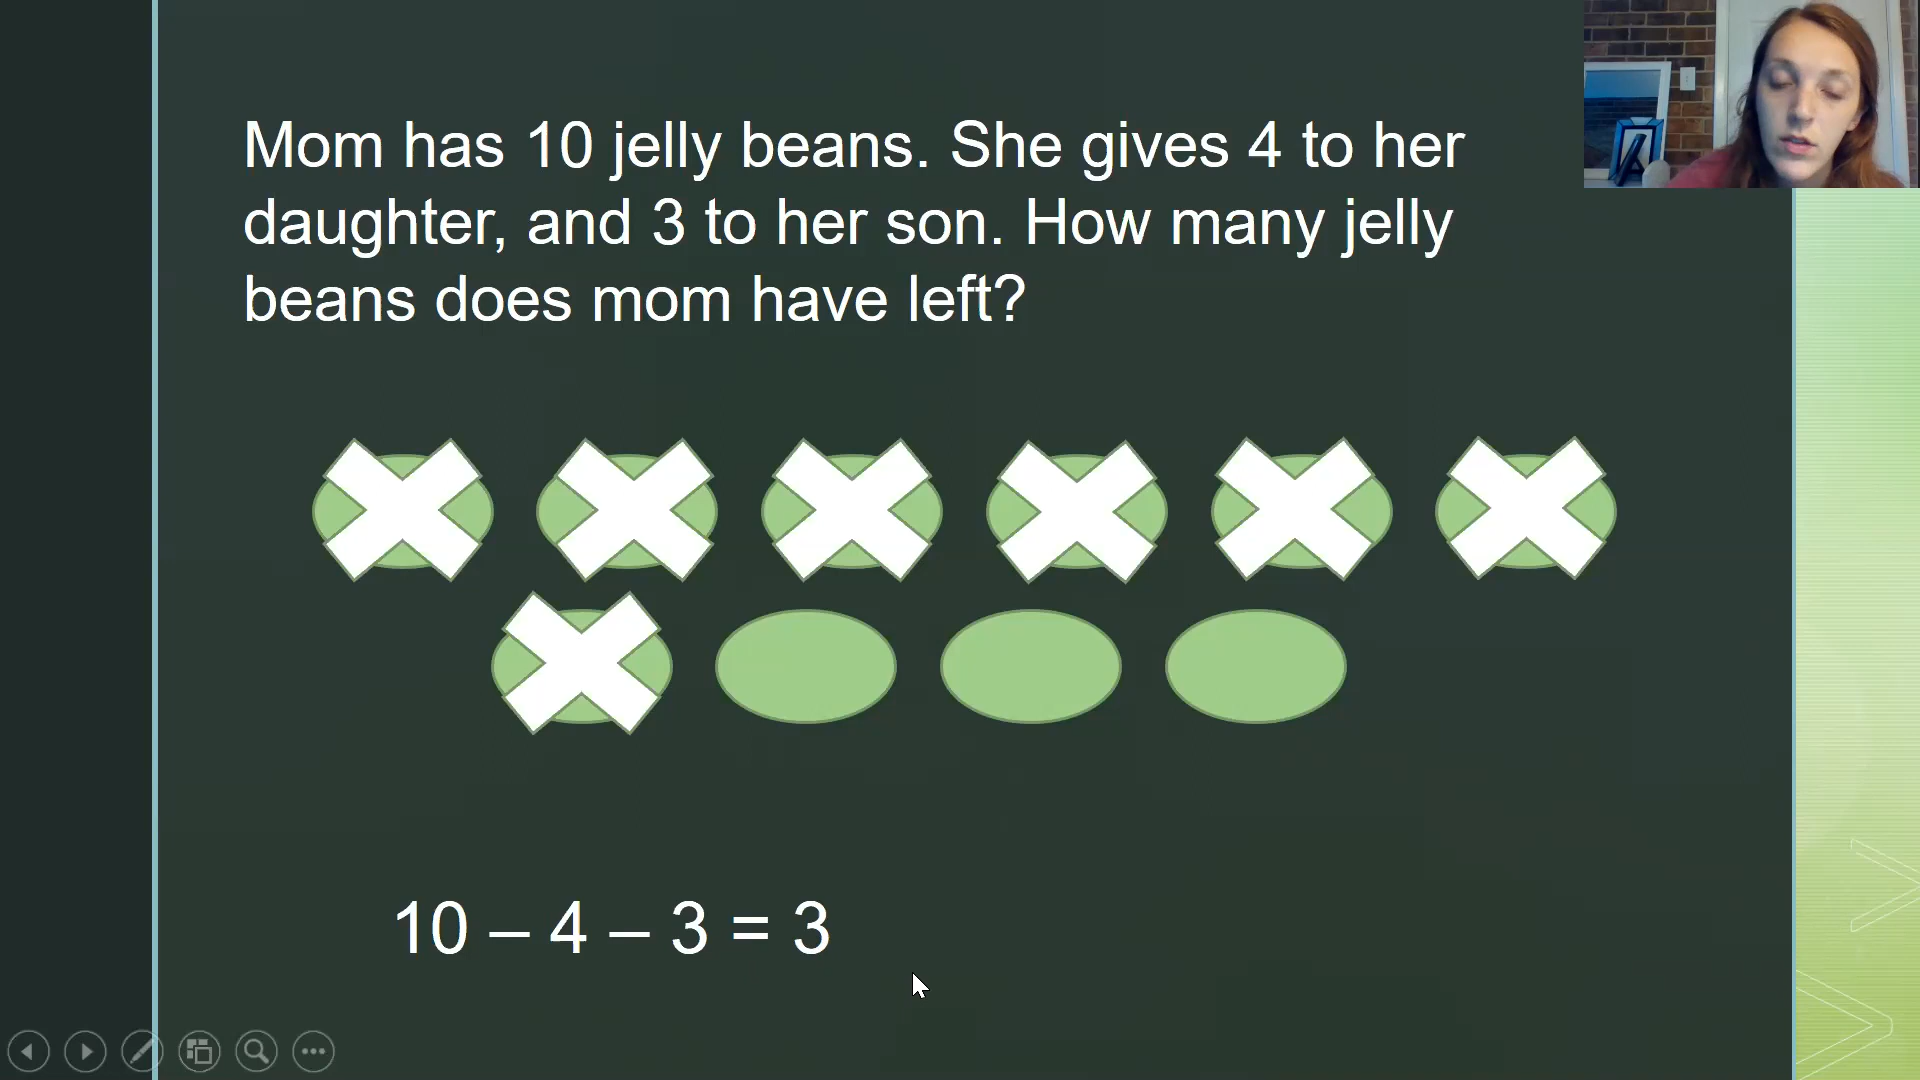 Mom has 10 jelly beans. She gives 4 to her
daughter, and 3 to her son. How many jelly
beans does mom have left?
10 – 4 – 3 = 3